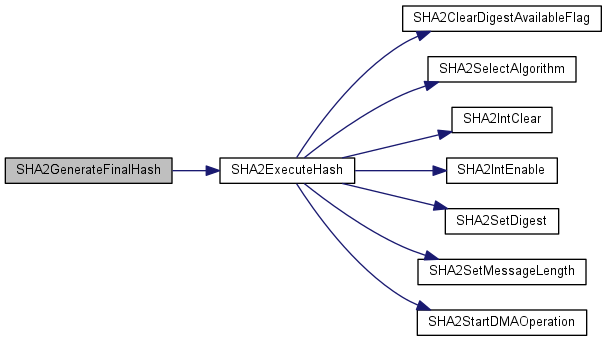 SHA2GenerateFinalHash
SHA2ExecuteHash
SHA2ClearDigestAvailableFlag
SHA2SelectAlgorithm
SHA2IntClear
SHA2IntEnable
SHA2SetDigest
SHA2SetMessageLength
SHA2StartDMAOperation